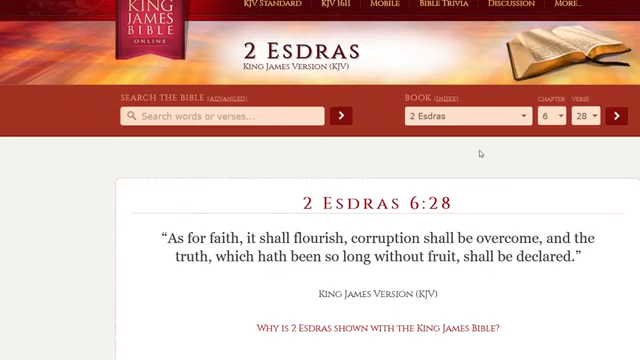 KING
JAMES
BIBLE
ONLINE
KJV Standard KJV 1611 Mobile Bible Trivia Discussion More...
2 Esdras
King James Version (KJV)
Search the Bible (Advanced)
Book (Index) Chapter Verse
Search words or verses...
2 Esdras 6 28
2 Esdras 6:28
“As for faith, it shall flourish, corruption shall be overcome, and the
truth, which hath been so long without fruit, shall be declared.”
King James Version (KJV)
Why is 2 Esdras shown with the King James Bible?